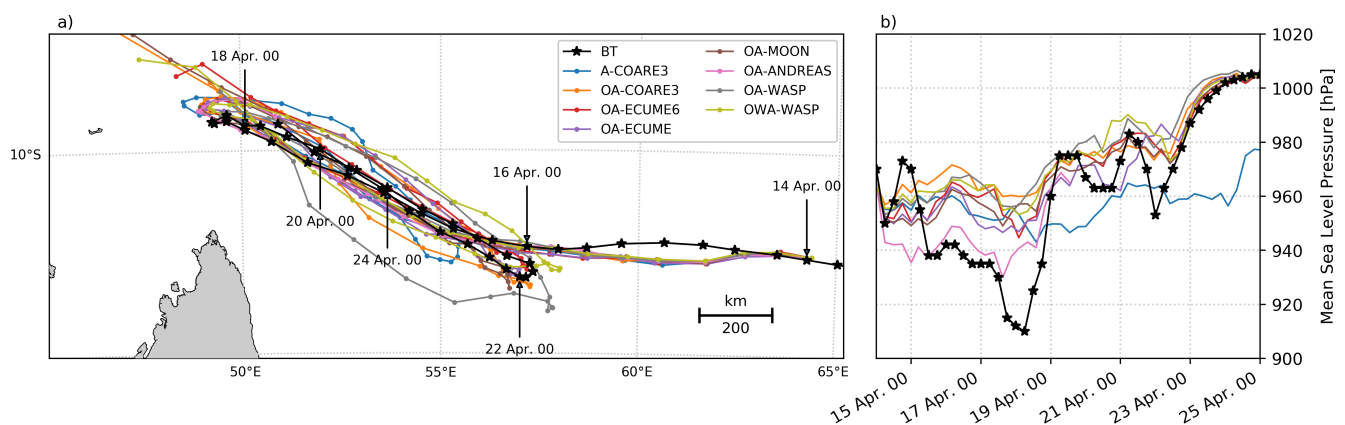 a)
18 Apr. 00
BT
A-COARE3
OA-COARE3
OA-ECUME6
OA-ECUME
OA-MOON
OA-ANDREAS
OA-WASP
OWA-WASP
10°S
16 Apr. 00
14 Apr. 00
20 Apr. 00
24 Apr. 00
km
200
22 Apr. 00
50°E
55°E
60°E
65°E
b)
1020
1000
980
960
940
920
900
Mean Sea Level Pressure [hPa]
15 Apr. 00
17 Apr. 00
19 Apr. 00
21 Apr. 00
23 Apr. 00
25 Apr. 00